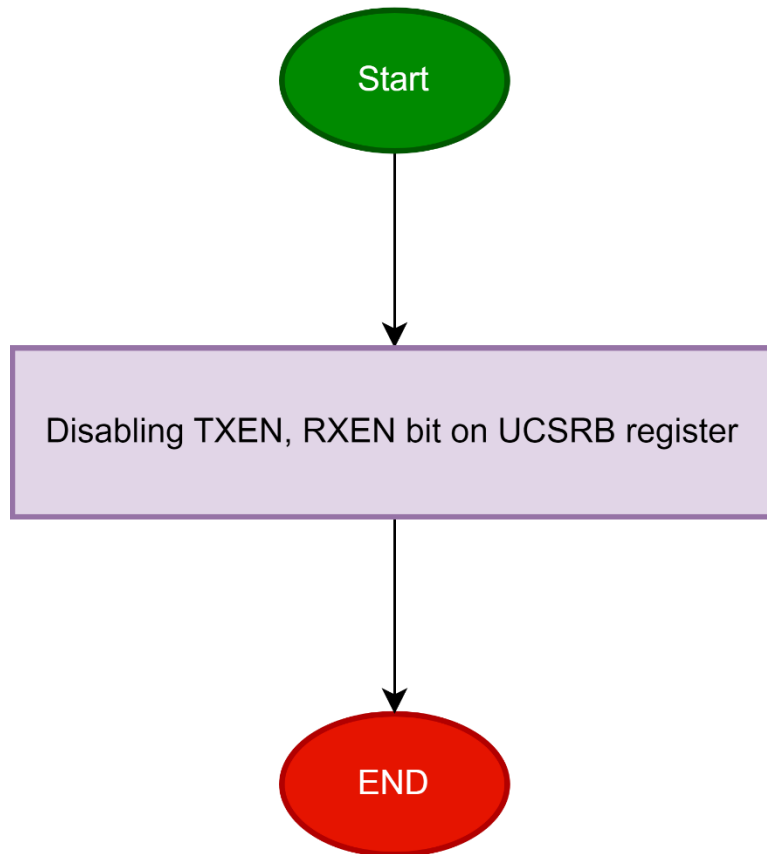 Start
Disabling TXEN, RXEN bit on UCSRB register
END